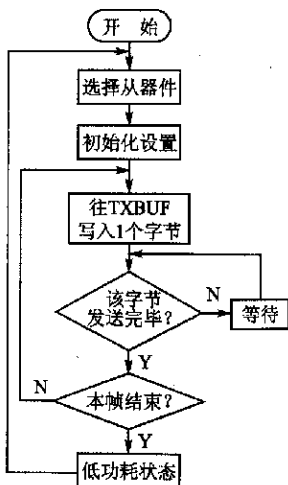 开 始
选择从器件
初始化设置
往TXBUF
写入1个字节
该字节
发送完毕?
N
等待
Y
N
本帧结束?
Y
低功耗状态